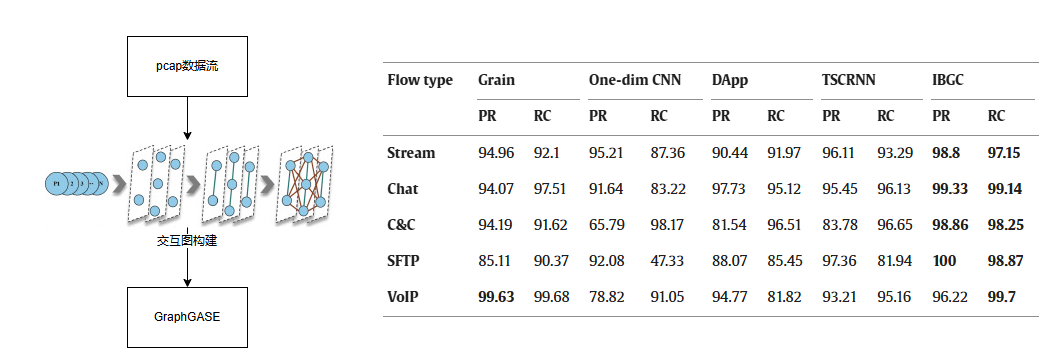 pcap数据流
P1 2 3 ... N
交互图构建
GraphGASE
Flow type Grain One-dim CNN DApp TSCRNN IBGC
PR RC PR RC PR RC PR RC PR RC
Stream 94.96 92.1 95.21 87.36 90.44 91.97 96.11 93.29 98.8 97.15
Chat 94.07 97.51 91.64 83.22 97.73 95.12 95.45 96.13 99.33 99.14
C&C 94.19 91.62 65.79 98.17 81.54 96.51 83.78 96.65 98.86 98.25
SFTP 85.11 90.37 92.08 47.33 88.07 85.45 97.36 81.94 100 98.87
VoIP 99.63 99.68 78.82 91.05 94.77 81.82 93.21 95.16 96.22 99.7